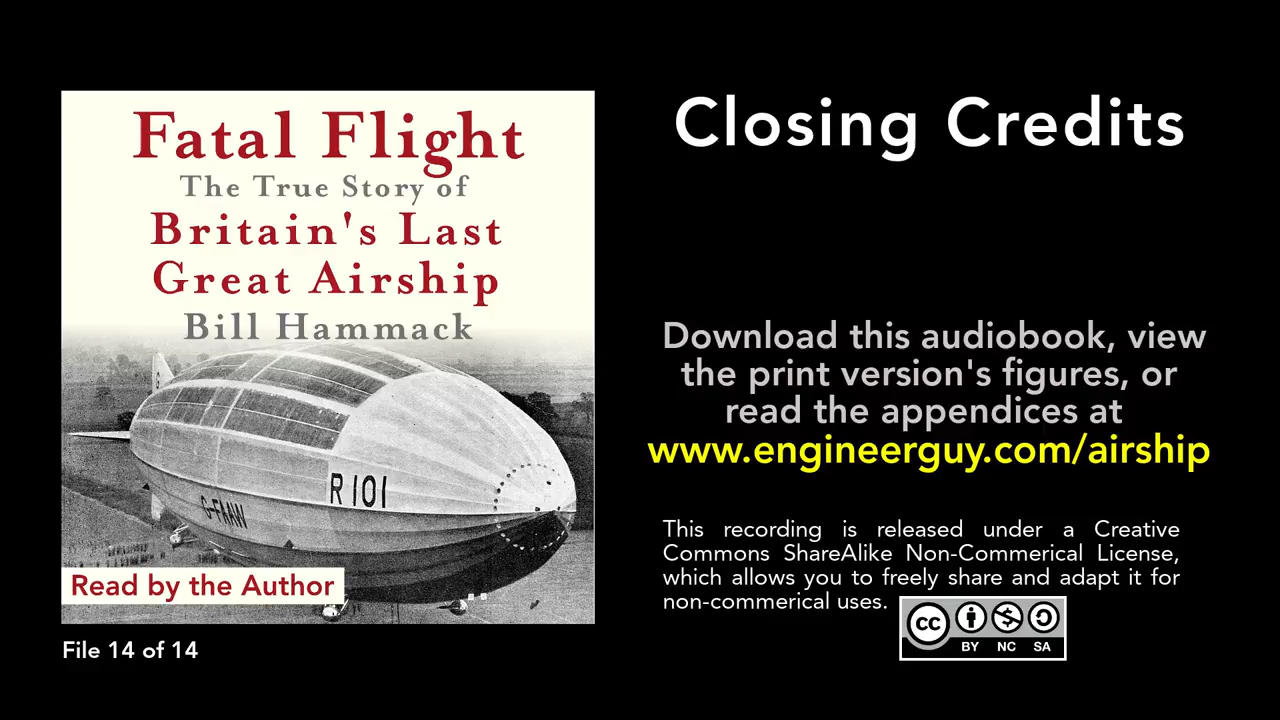 Fatal Flight
The True Story of
Britain's Last
Great Airship
Bill Hammack
R101
G-FAAW
Read by the Author
File 14 of 14
Closing Credits
Download this audiobook, view
the print version's figures, or
read the appendices at
www.engineerguy.com/airship
This recording is released under a Creative
Commons ShareAlike Non-Commerical License,
which allows you to freely share and adapt it for
non-commerical uses.
cc
BY NC SA